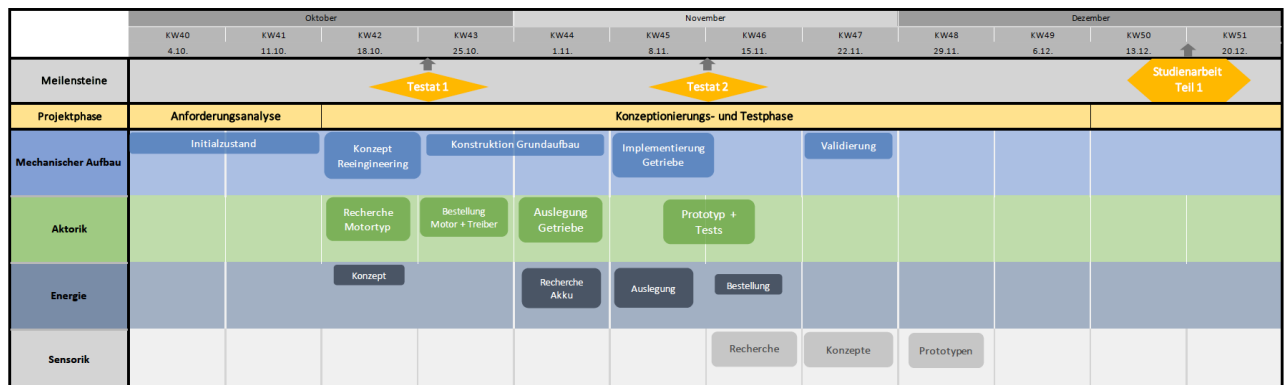 Oktober November Dezember
KW40 KW41 KW42 KW43 KW44 KW45 KW46 KW47 KW48 KW49 KW50 KW51
4.10. 11.10. 18.10. 25.10. 1.11. 8.11. 15.11. 22.11. 29.11. 6.12. 13.12. 20.12.
Meilensteine
Testat 1
Testat 2
Studienarbeit
Teil 1
Projektphase
Anforderungsanalyse
Konzeptionierungs- und Testphase
Mechanischer Aufbau
Initialzustand
Konzept
Reeingineering
Konstruktion Grundaufbau
Implementierung
Getriebe
Validierung
Aktorik
Recherche
Motortyp
Bestellung
Motor + Treiber
Auslegung
Getriebe
Prototyp +
Tests
Energie
Konzept
Recherche
Akku
Auslegung
Bestellung
Sensorik
Recherche
Konzepte
Prototypen